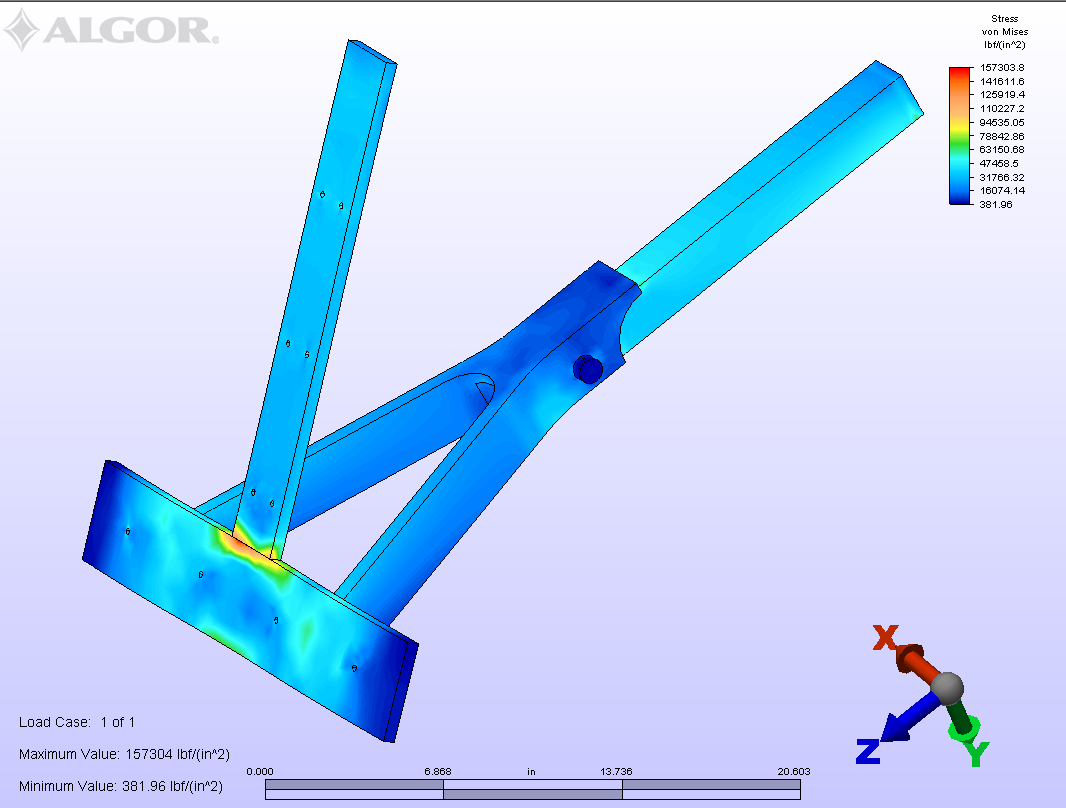 ALGOR®
Stress
von Mises
lbf/(in^2)
157303.8
141611.6
125919.4
110227.2
94535.05
78842.86
63150.68
47458.5
31766.32
16074.14
381.96
X
Z
Y
Load Case: 1 of 1
Maximum Value: 157304 lbf/(in^2)
Minimum Value: 381.96 lbf/(in^2)
0.000 6.868 in 13.736 20.603